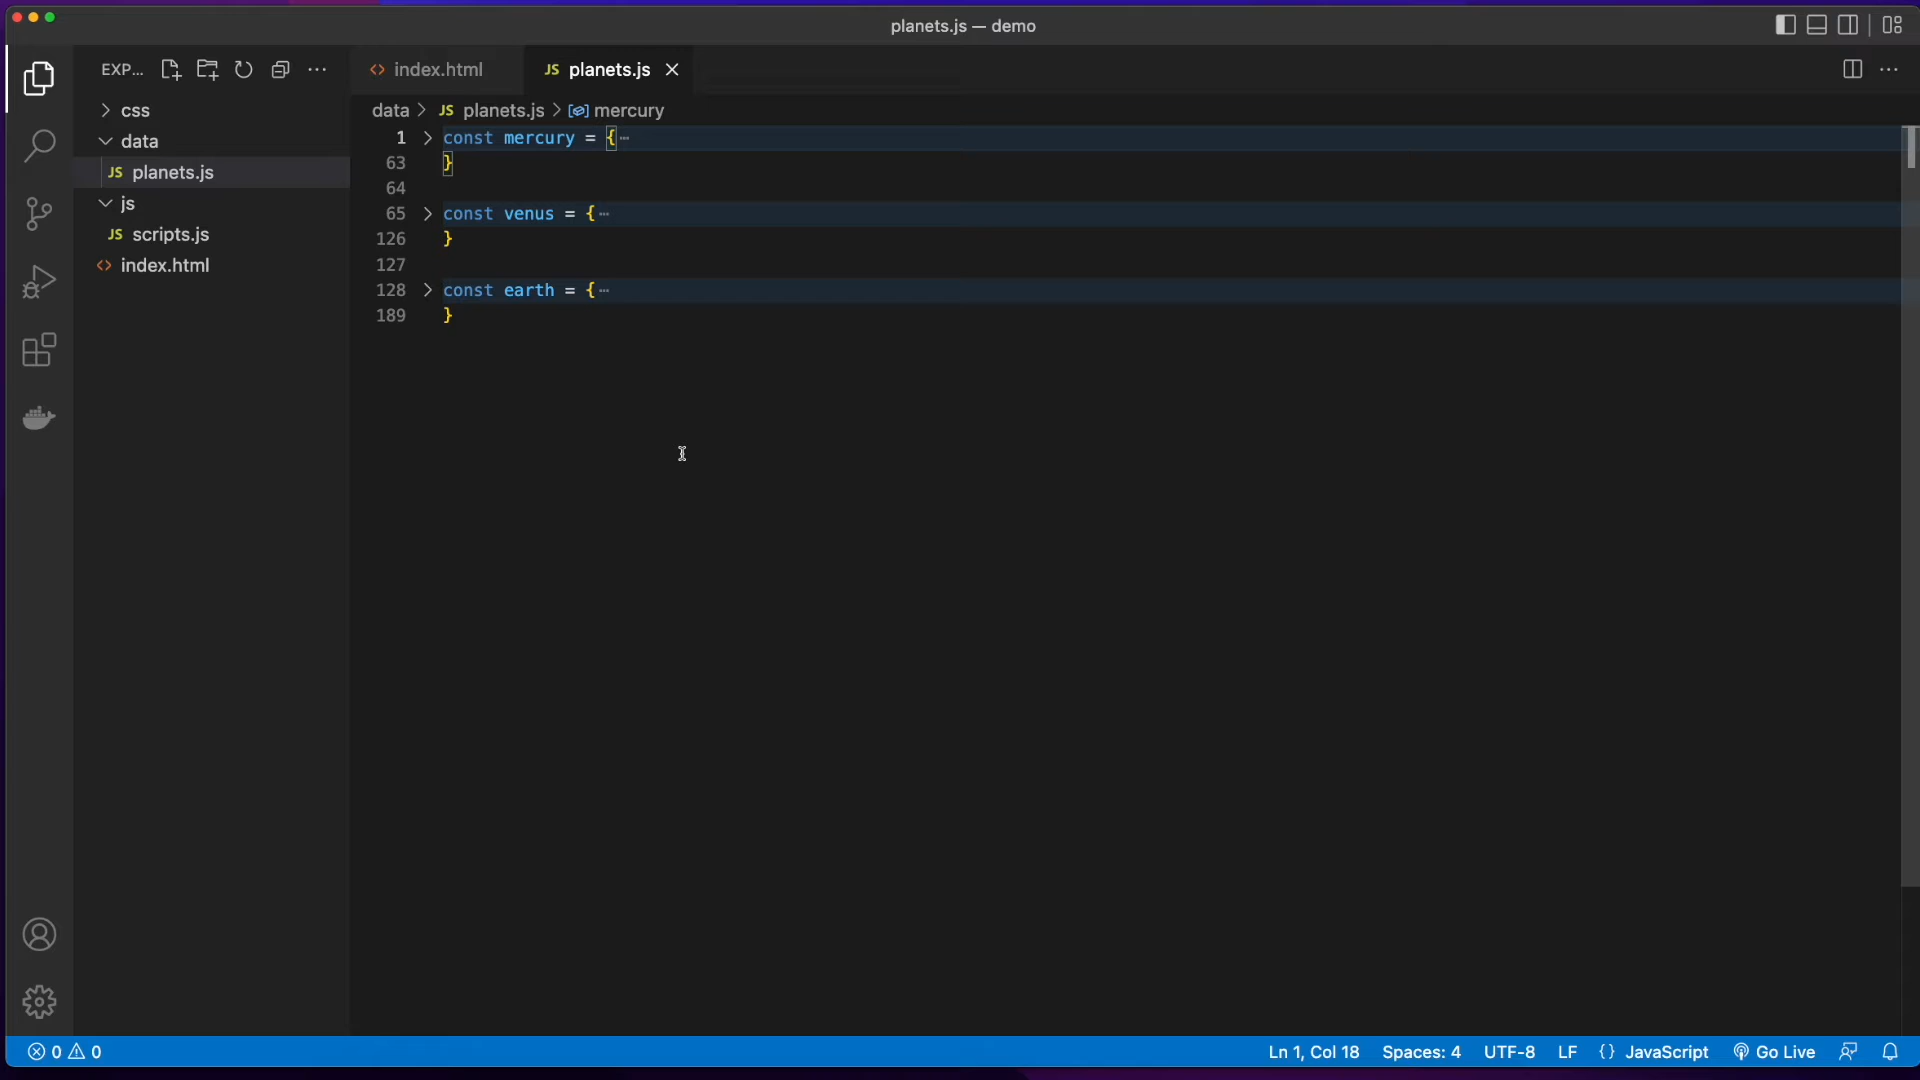 planets.js — demo
EXP...
index.html
JS planets.js
css
data
JS planets.js
js
JS scripts.js
index.html
data > JS planets.js > mercury
1 const mercury = {
63 }
64
65 const venus = {
126 }
127
128 const earth = {
189 }
0 0
Ln 1, Col 18 Spaces: 4 UTF-8 LF {} JavaScript Go Live